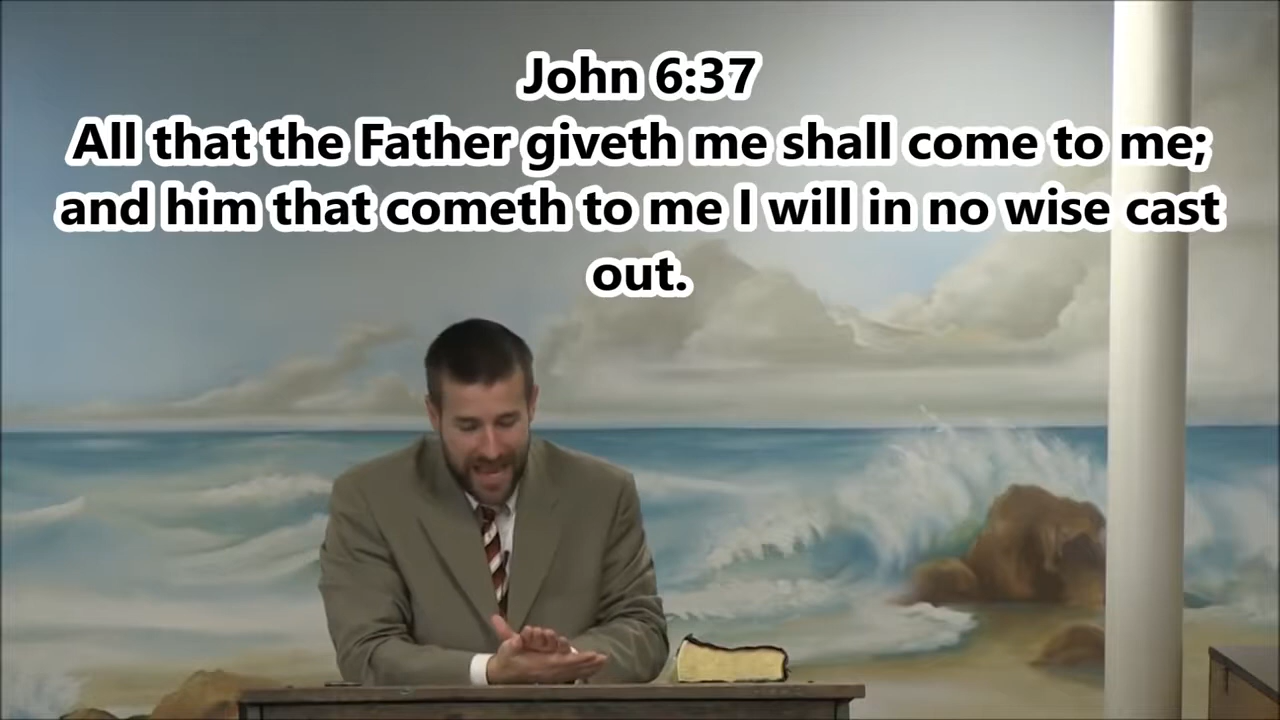 John 6:37
All that the Father giveth me shall come to me;
and him that cometh to me I will in no wise cast
out.